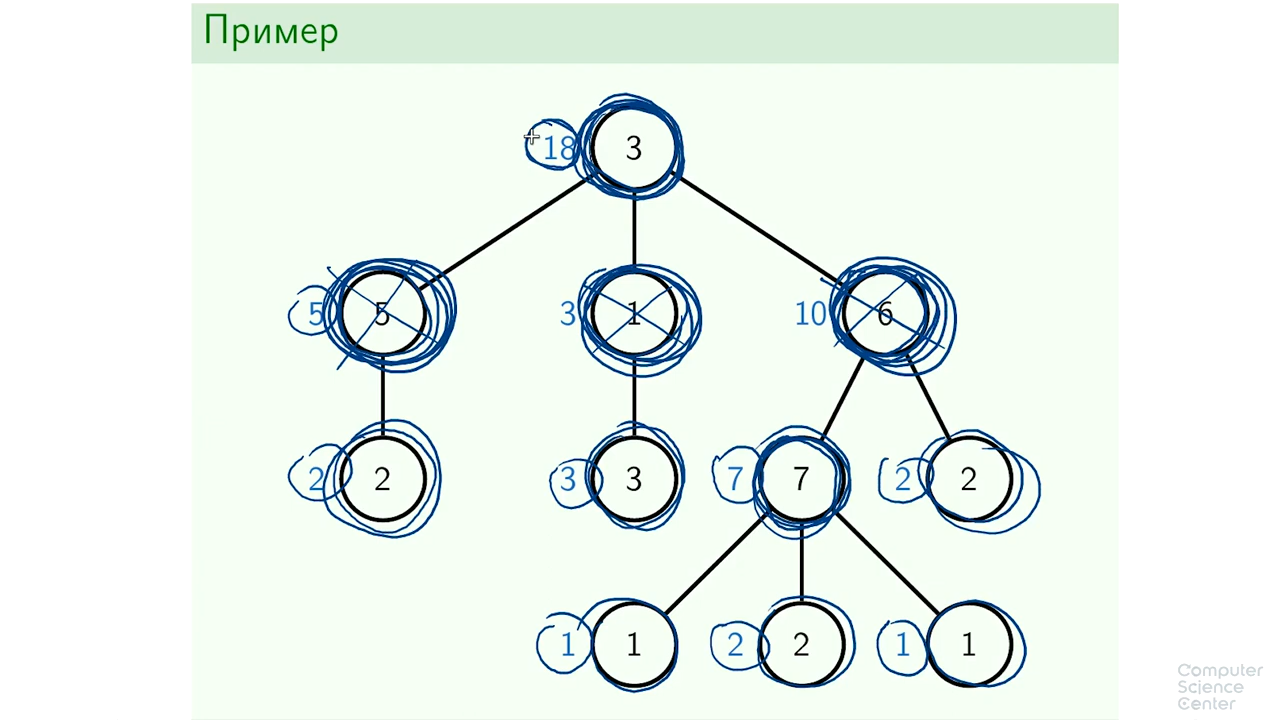 Пример
18 3
5 5 3 1 10 6
2 2 3 3 7 7 2 2
1 1 2 2 1 1
Computer
Science
Center